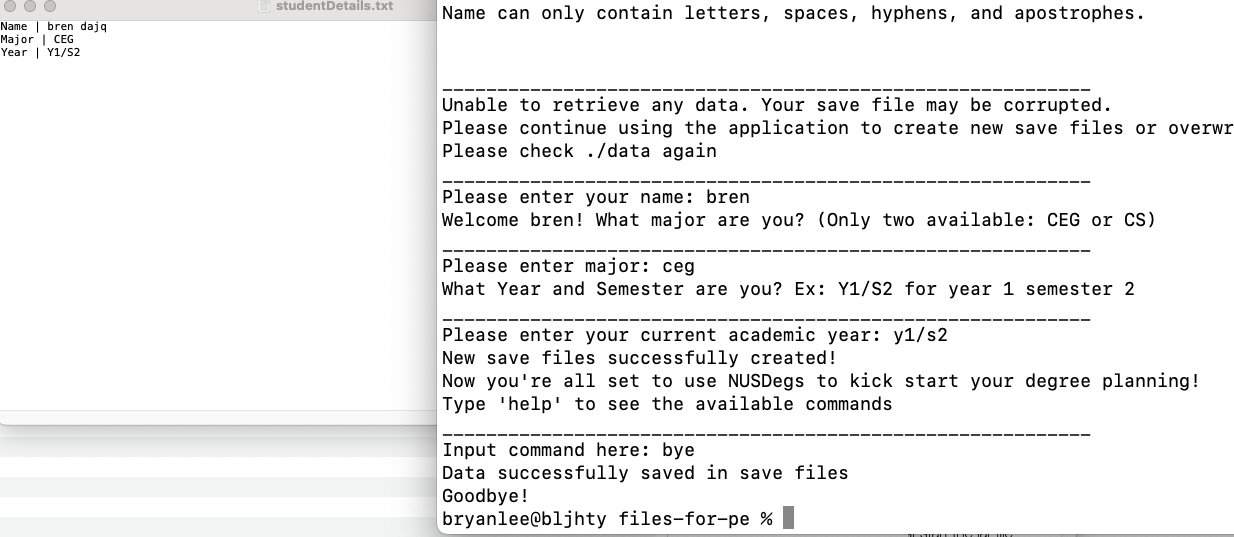 studentDetails.txt
Name | bren dajq
Major | CEG
Year | Y1/S2
Name can only contain letters, spaces, hyphens, and apostrophes.
Unable to retrieve any data. Your save file may be corrupted.
Please continue using the application to create new save files or overwr
Please check ./data again
Please enter your name: bren
Welcome bren! What major are you? (Only two available: CEG or CS)
Please enter major: ceg
What Year and Semester are you? Ex: Y1/S2 for year 1 semester 2
Please enter your current academic year: y1/s2
New save files successfully created!
Now you're all set to use NUSDegs to kick start your degree planning!
Type 'help' to see the available commands
Input command here: bye
Data successfully saved in save files
Goodbye!
bryanlee@bljhty files-for-pe %